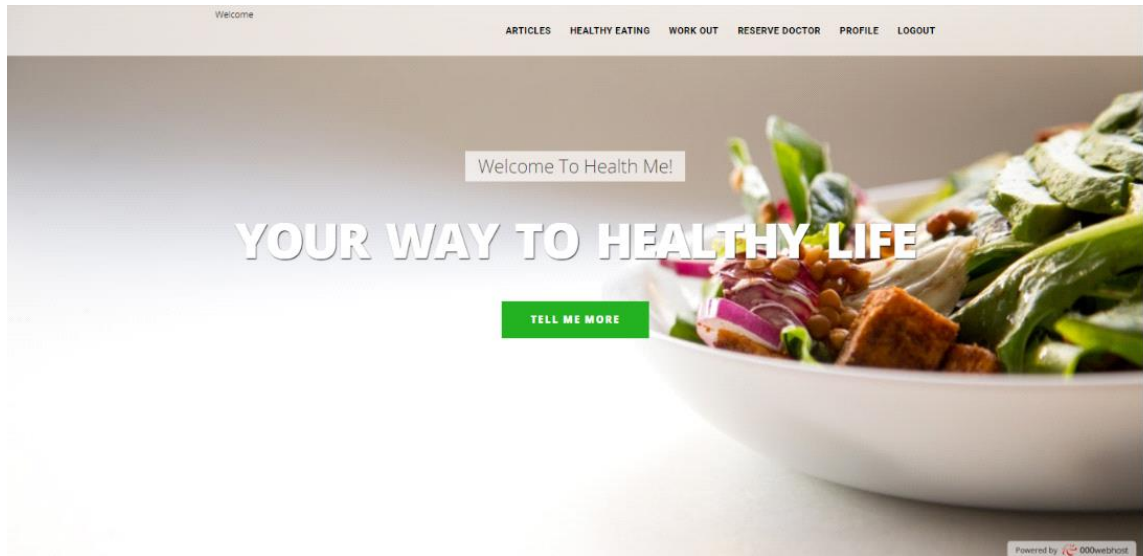 Welcome
ARTICLES HEALTHY EATING WORK OUT RESERVE DOCTOR PROFILE LOGOUT
Welcome To Health Me!
YOUR WAY TO HEALTHY LIFE
TELL ME MORE
Powered by 000webhost